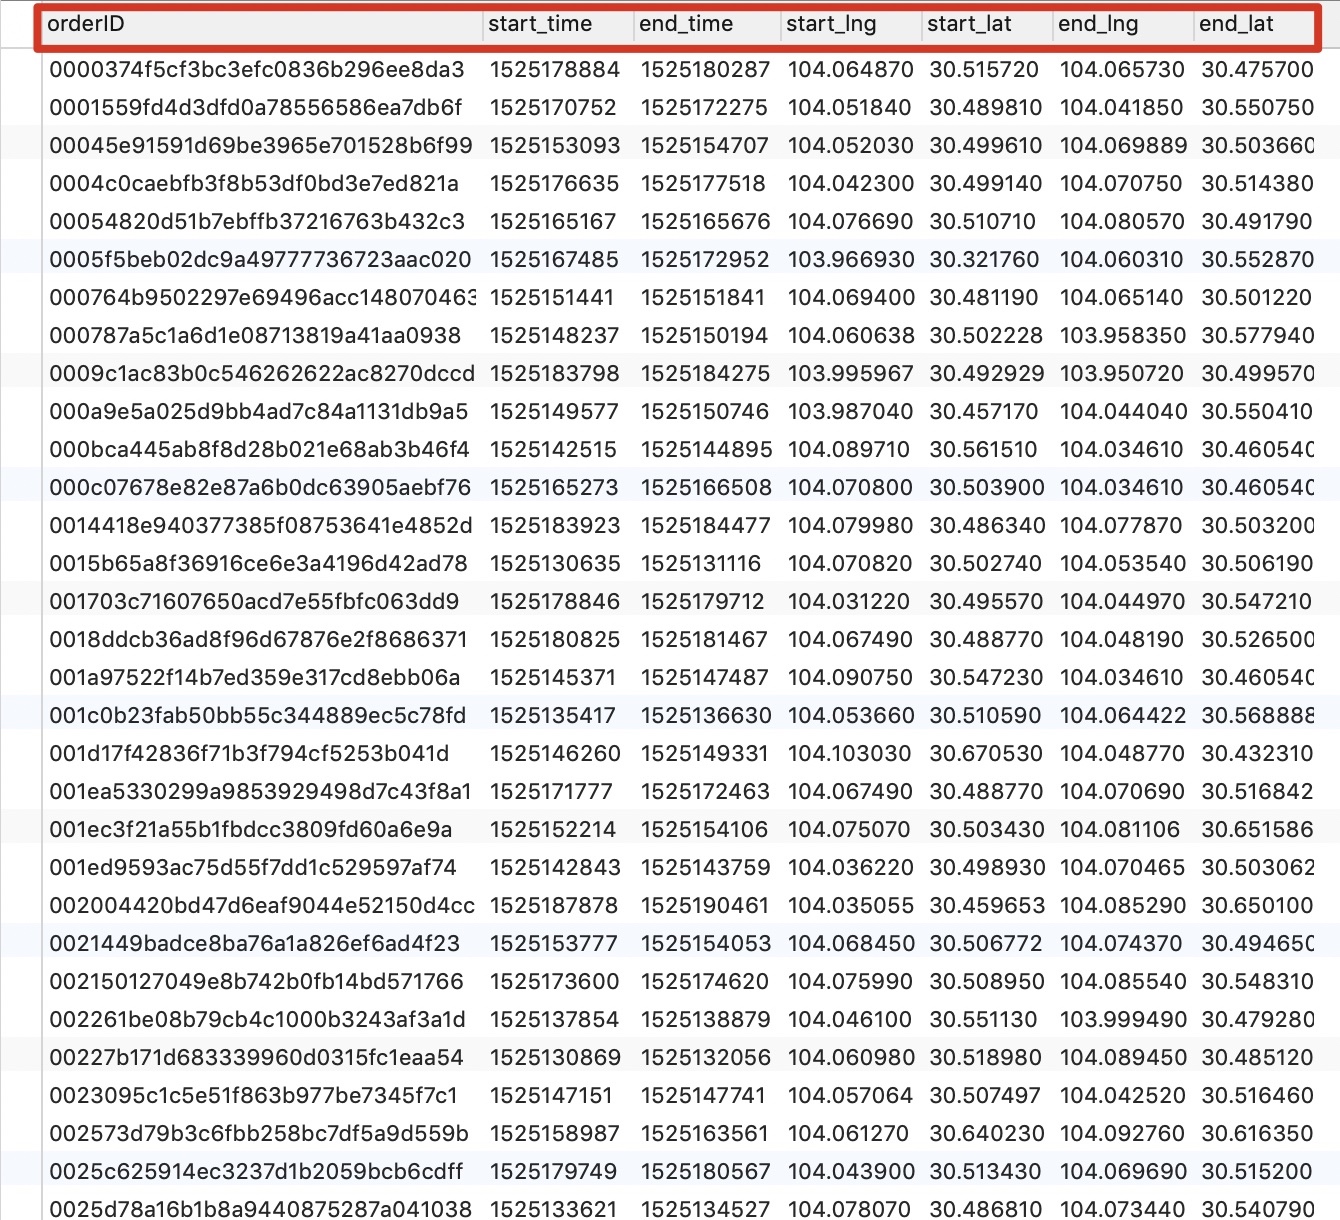 orderID start_time end_time start_lng start_lat end_lng end_lat
0000374f5cf3bc3efc0836b296ee8da3 1525178884 1525180287 104.064870 30.515720 104.065730 30.475700
0001559fd4d3dfd0a78556586ea7db6f 1525170752 1525172275 104.051840 30.489810 104.041850 30.550750
00045e91591d69be3965e701528b6f99 1525153093 1525154707 104.052030 30.499610 104.069889 30.503660
0004c0caebfb3f8b53df0bd3e7ed821a 1525176635 1525177518 104.042300 30.499140 104.070750 30.514380
00054820d51b7ebffb37216763b432c3 1525165167 1525165676 104.076690 30.510710 104.080570 30.491790
0005f5beb02dc9a49777736723aac020 1525167485 1525172952 103.966930 30.321760 104.060310 30.552870
000764b9502297e69496acc148070463 1525151441 1525151841 104.069400 30.481190 104.065140 30.501220
000787a5c1a6d1e08713819a41aa0938 1525148237 1525150194 104.060638 30.502228 103.958350 30.577940
0009c1ac83b0c546262622ac8270dccd 1525183798 1525184275 103.995967 30.492929 103.950720 30.499570
000a9e5a025d9bb4ad7c84a1131db9a5 1525149577 1525150746 103.987040 30.457170 104.044040 30.550410
000bca445ab8f8d28b021e68ab3b46f4 1525142515 1525144895 104.089710 30.561510 104.034610 30.460540
000c07678e82e87a6b0dc63905aebf76 1525165273 1525166508 104.070800 30.503900 104.034610 30.460540
0014418e940377385f08753641e4852d 1525183923 1525184477 104.079980 30.486340 104.077870 30.503200
0015b65a8f36916ce6e3a4196d42ad78 1525130635 1525131116 104.070820 30.502740 104.053540 30.506190
001703c71607650acd7e55fbfc063dd9 1525178846 1525179712 104.031220 30.495570 104.044970 30.547210
0018ddcb36ad8f96d67876e2f8686371 1525180825 1525181467 104.067490 30.488770 104.048190 30.526500
001a97522f14b7ed359e317cd8ebb06a 1525145371 1525147487 104.090750 30.547230 104.034610 30.460540
001c0b23fab50bb55c344889ec5c78fd 1525135417 1525136630 104.053660 30.510590 104.064422 30.568888
001d17f42836f71b3f794cf5253b041d 1525146260 1525149331 104.103030 30.670530 104.048770 30.432310
001ea5330299a9853929498d7c43f8a1 1525171777 1525172463 104.067490 30.488770 104.070690 30.516842
001ec3f21a55b1fbdcc3809fd60a6e9a 1525152214 1525154106 104.075070 30.503430 104.081106 30.651586
001ed9593ac75d55f7dd1c529597af74 1525142843 1525143759 104.036220 30.498930 104.070465 30.503062
002004420bd47d6eaf9044e52150d4cc 1525187878 1525190461 104.035055 30.459653 104.085290 30.650100
0021449badce8ba76a1a826ef6ad4f23 1525153777 1525154053 104.068450 30.506772 104.074370 30.494650
002150127049e8b742b0fb14bd571766 1525173600 1525174620 104.075990 30.508950 104.085540 30.548310
002261be08b79cb4c1000b3243af3a1d 1525137854 1525138879 104.046100 30.551130 103.999490 30.479280
00227b171d683339960d0315fc1eaa54 1525130869 1525132056 104.060980 30.518980 104.089450 30.485120
0023095c1c5e51f863b977be7345f7c1 1525147151 1525147741 104.057064 30.507497 104.042520 30.516460
002573d79b3c6fbb258bc7df5a9d559b 1525158987 1525163561 104.061270 30.640230 104.092760 30.616350
0025c625914ec3237d1b2059bcb6cdff 1525179749 1525180567 104.043900 30.513430 104.069690 30.515200
0025d78a16b1b8a9440875287a041038 1525133621 1525134527 104.078070 30.486810 104.073440 30.540790